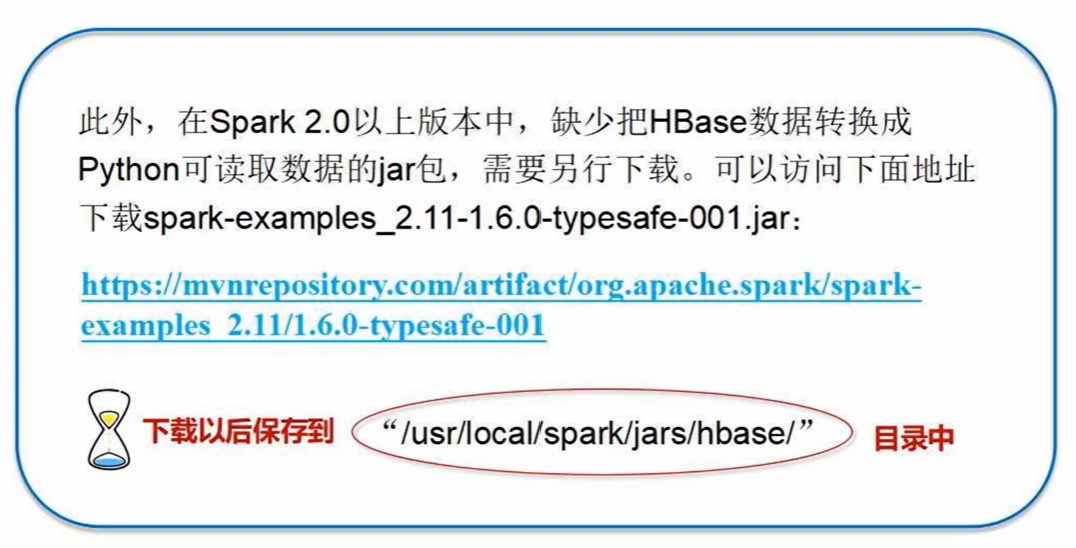 此外，在Spark 2.0以上版本中，缺少把HBase数据转换成
Python可读取数据的jar包，需要另行下载。可以访问下面地址
下载spark-examples_2.11-1.6.0-typesafe-001.jar：
https://mvnrepository.com/artifact/org.apache.spark/spark-
examples_2.11/1.6.0-typesafe-001
下载以后保存到 “/usr/local/spark/jars/hbase/” 目录中